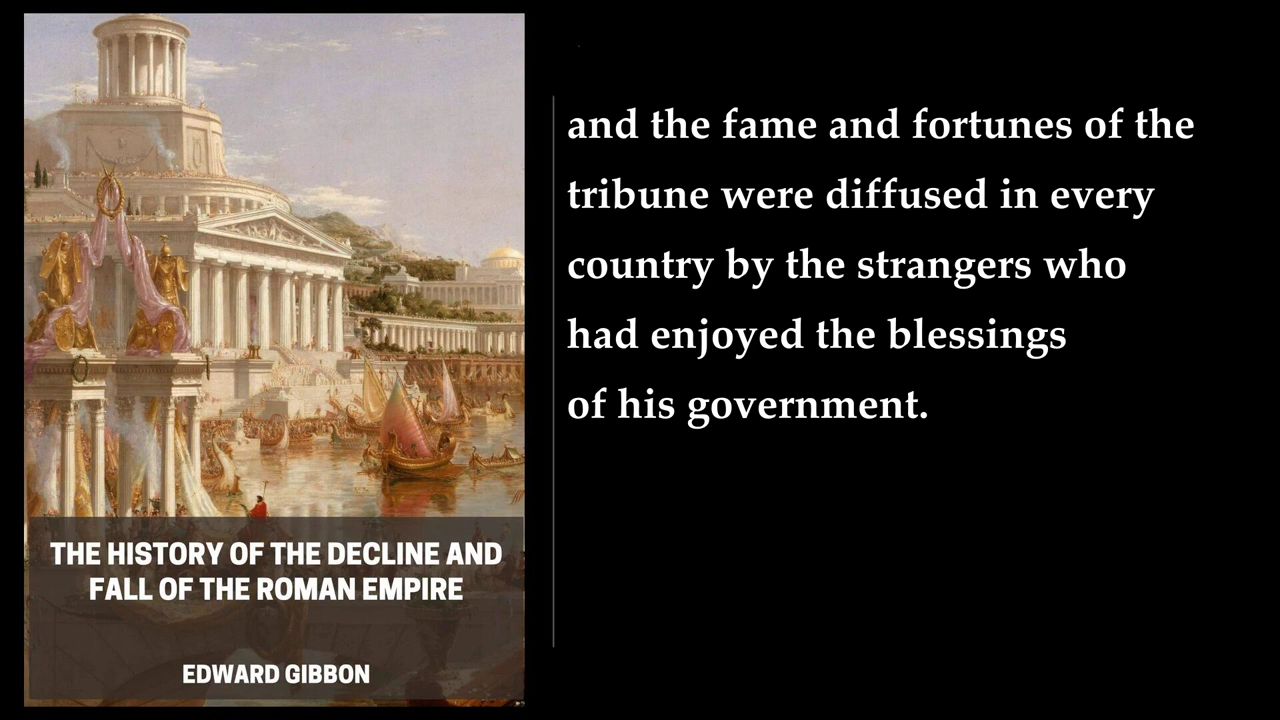 THE HISTORY OF THE DECLINE AND
FALL OF THE ROMAN EMPIRE
EDWARD GIBBON
and the fame and fortunes of the
tribune were diffused in every
country by the strangers who
had enjoyed the blessings
of his government.